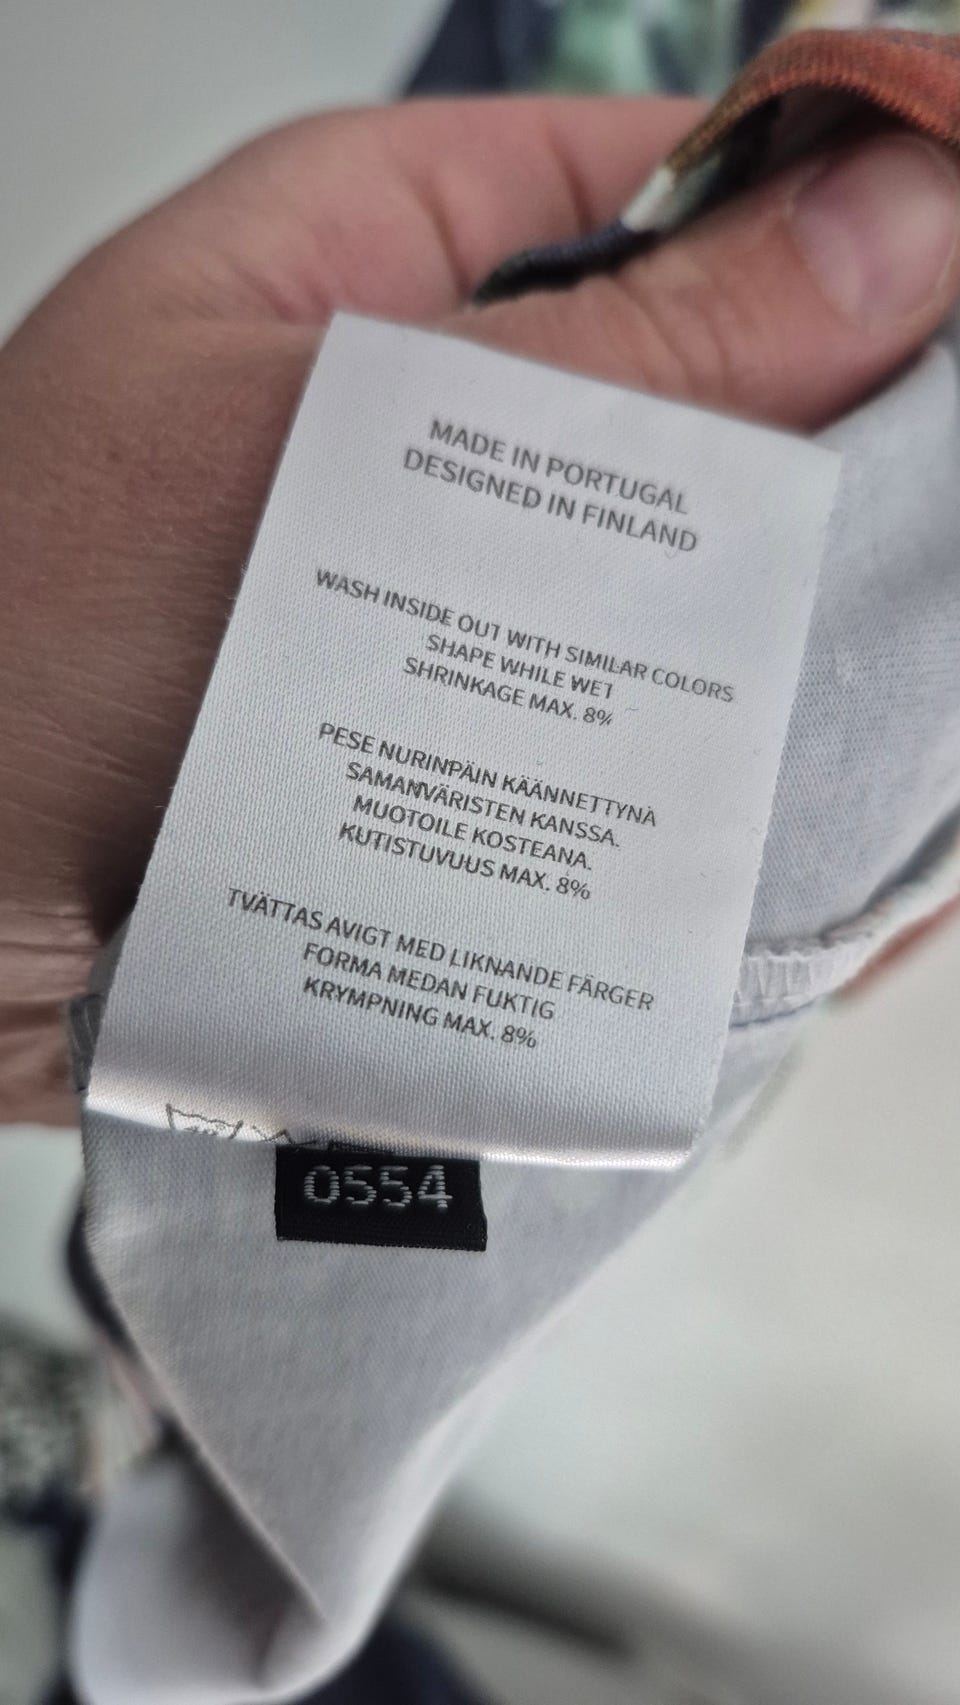 MADE IN PORTUGAL
DESIGNED IN FINLAND
WASH INSIDE OUT WITH SIMILAR COLORS
SHAPE WHILE WET
SHRINKAGE MAX. 8%
PESE NURINPÄIN KÄÄNNETTYNÄ
SAMANVÄRISTEN KANSSA.
MUOTOILE KOSTEANA.
KUTISTUVUUS MAX. 8%
TVÄTTAS AVIGT MED LIKNANDE FÄRGER
FORMA MEDAN FUKTIG
KRYMPNING MAX. 8%
0554